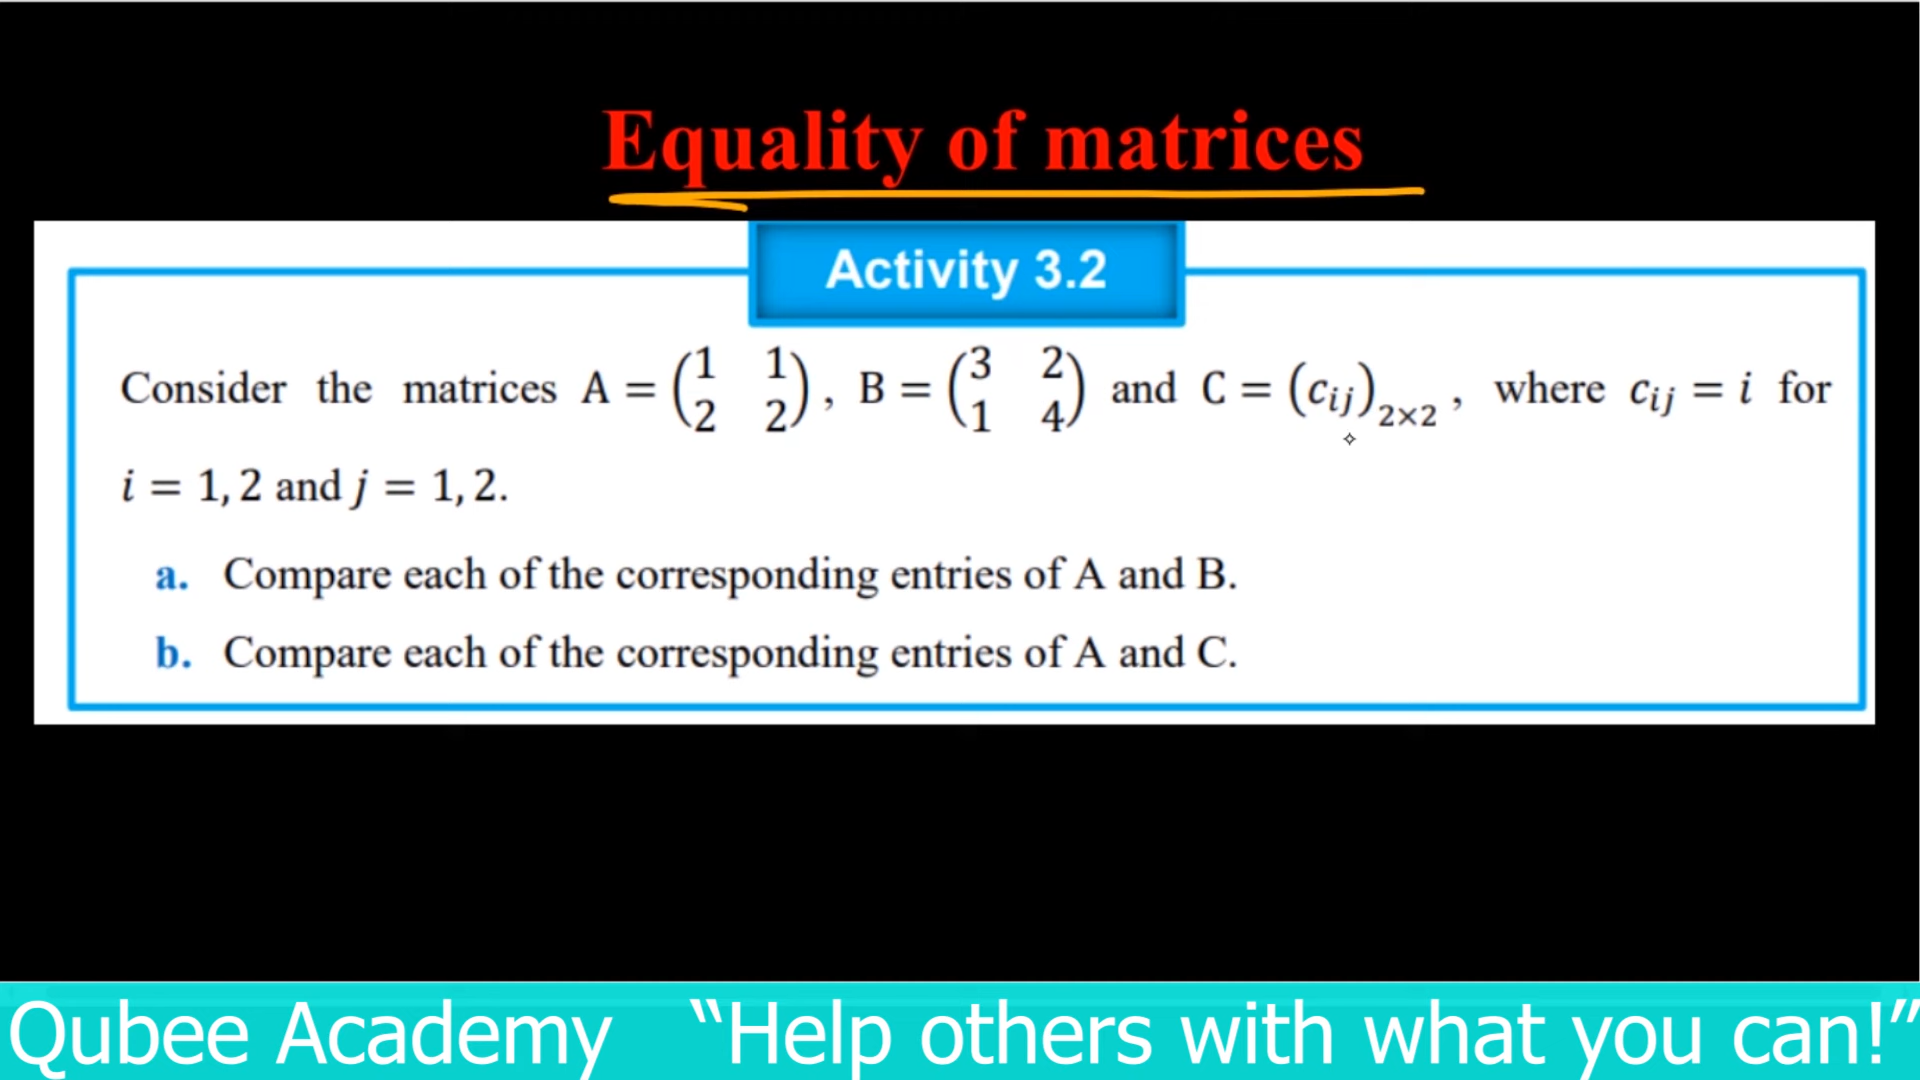 Equality of matrices
Activity 3.2
Consider the matrices A = (1 1; 2 2), B = (3 2; 1 4) and C = (cᵢⱼ)₂ₓ₂ , where cᵢⱼ = i for
i = 1, 2 and j = 1, 2.
a. Compare each of the corresponding entries of A and B.
b. Compare each of the corresponding entries of A and C.
Qubee Academy “Help others with what you can!”